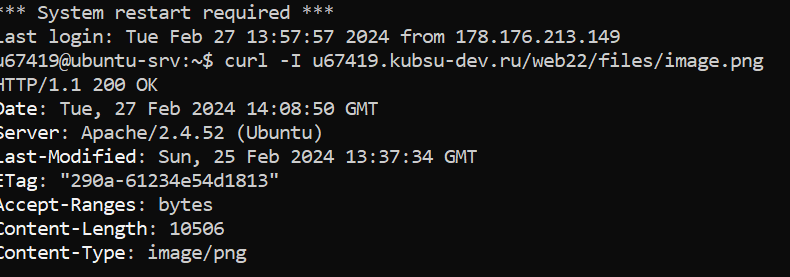 *** System restart required ***
Last login: Tue Feb 27 13:57:57 2024 from 178.176.213.149
u67419@ubuntu-srv:~$ curl -I u67419.kubsu-dev.ru/web22/files/image.png
HTTP/1.1 200 OK
Date: Tue, 27 Feb 2024 14:08:50 GMT
Server: Apache/2.4.52 (Ubuntu)
Last-Modified: Sun, 25 Feb 2024 13:37:34 GMT
ETag: "290a-61234e54d1813"
Accept-Ranges: bytes
Content-Length: 10506
Content-Type: image/png